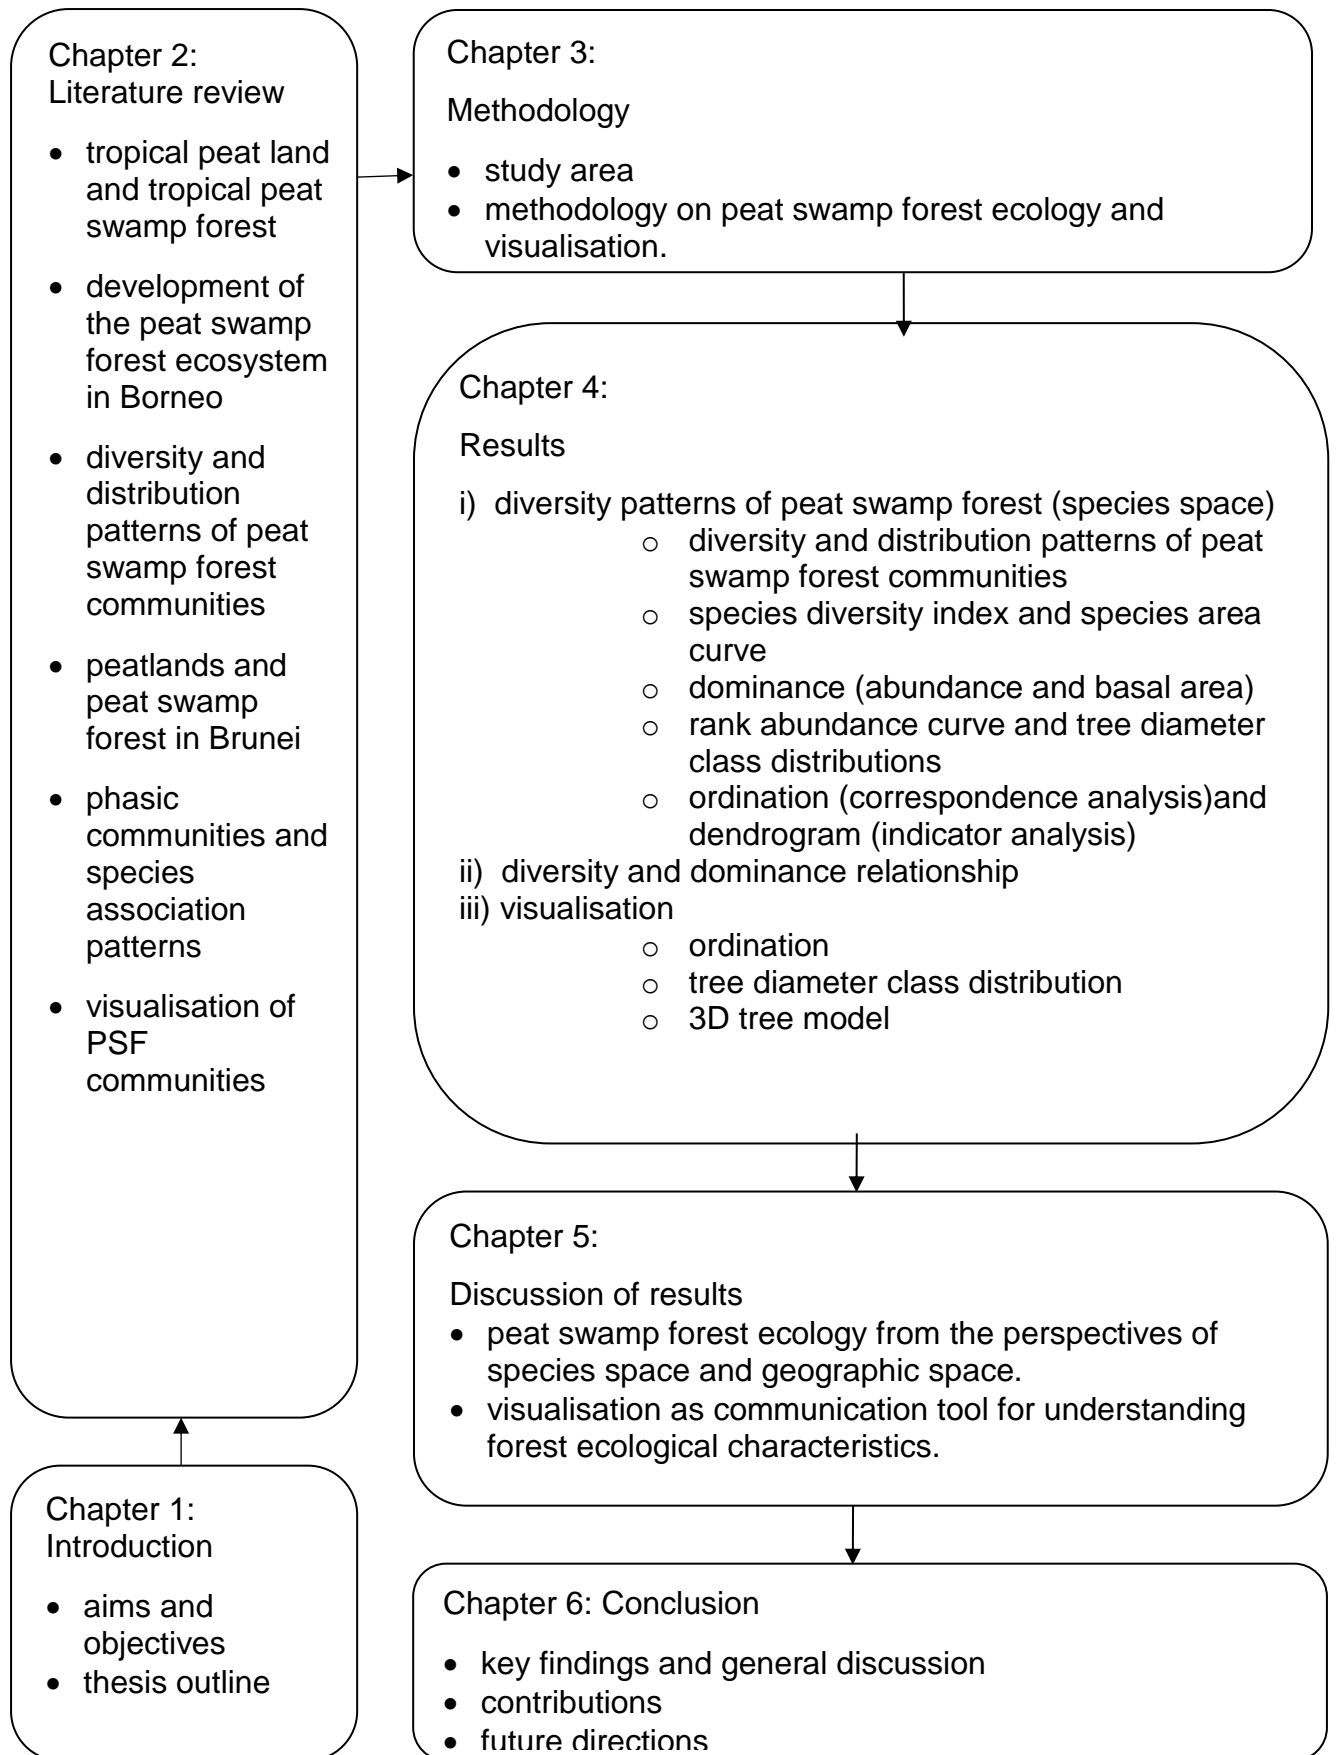 Chapter 2:
Literature review
• tropical peat land
and tropical peat
swamp forest
• development of
the peat swamp
forest ecosystem
in Borneo
• diversity and
distribution
patterns of peat
swamp forest
communities
• peatlands and
peat swamp
forest in Brunei
• phasic
communities and
species
association
patterns
• visualisation of
PSF
communities
Chapter 1:
Introduction
• aims and
objectives
• thesis outline
Chapter 3:
Methodology
• study area
• methodology on peat swamp forest ecology and
visualisation.
Chapter 4:
Results
i) diversity patterns of peat swamp forest (species space)
o diversity and distribution patterns of peat
swamp forest communities
o species diversity index and species area
curve
o dominance (abundance and basal area)
o rank abundance curve and tree diameter
class distributions
o ordination (correspondence analysis)and
dendrogram (indicator analysis)
ii) diversity and dominance relationship
iii) visualisation
o ordination
o tree diameter class distribution
o 3D tree model
Chapter 5:
Discussion of results
• peat swamp forest ecology from the perspectives of
species space and geographic space.
• visualisation as communication tool for understanding
forest ecological characteristics.
Chapter 6: Conclusion
• key findings and general discussion
• contributions
• future directions